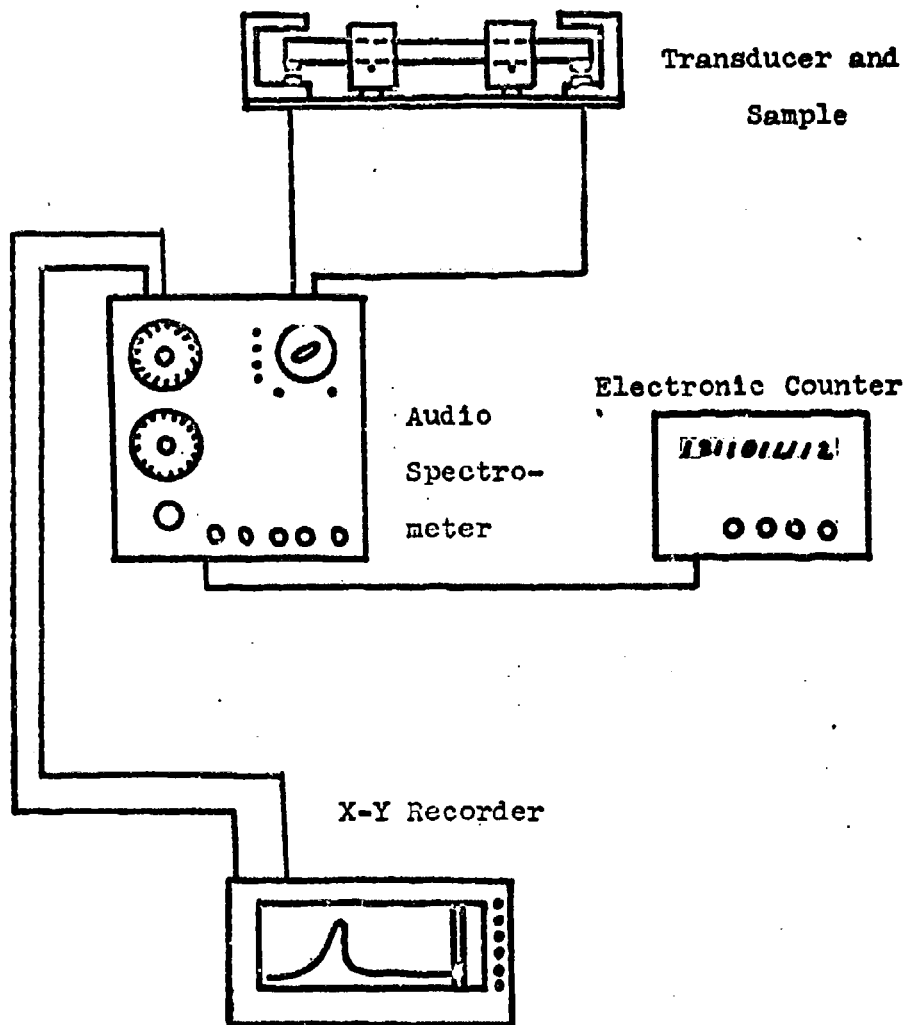 Transducer and
Sample
Electronic Counter
Audio
Spectro-
meter
X-Y Recorder